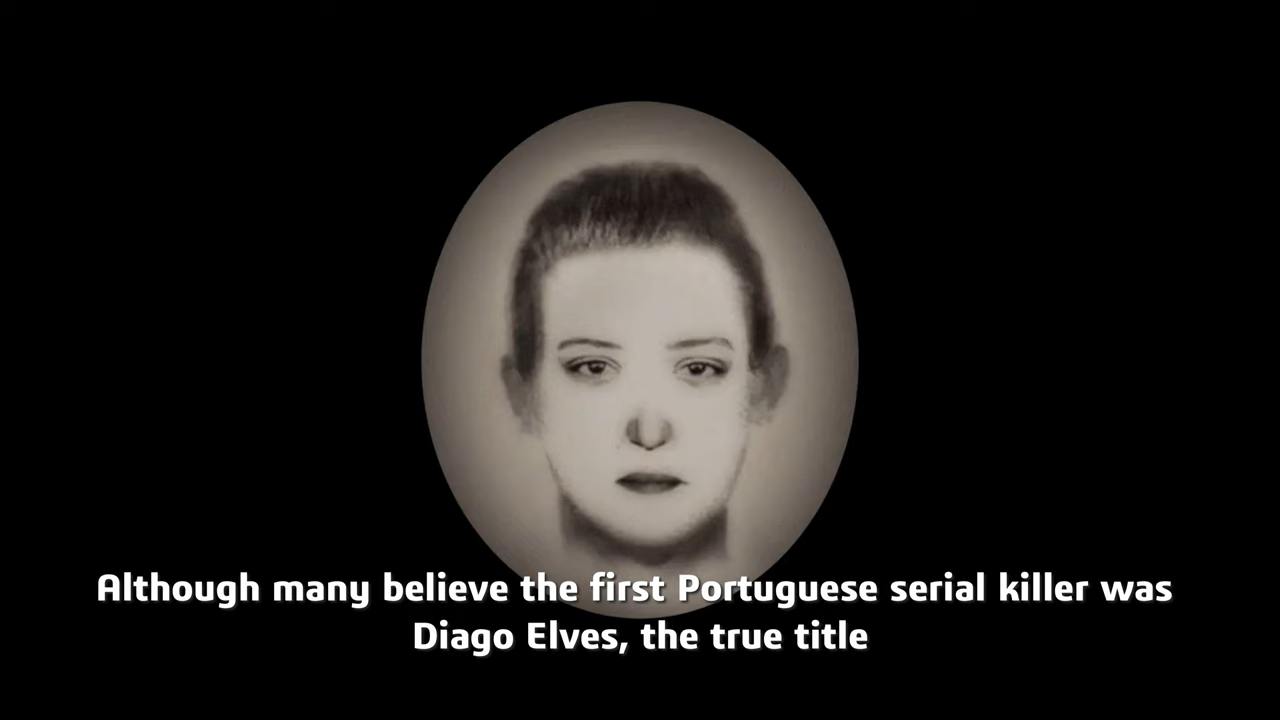 Although many believe the first Portuguese serial killer was
Diago Elves, the true title